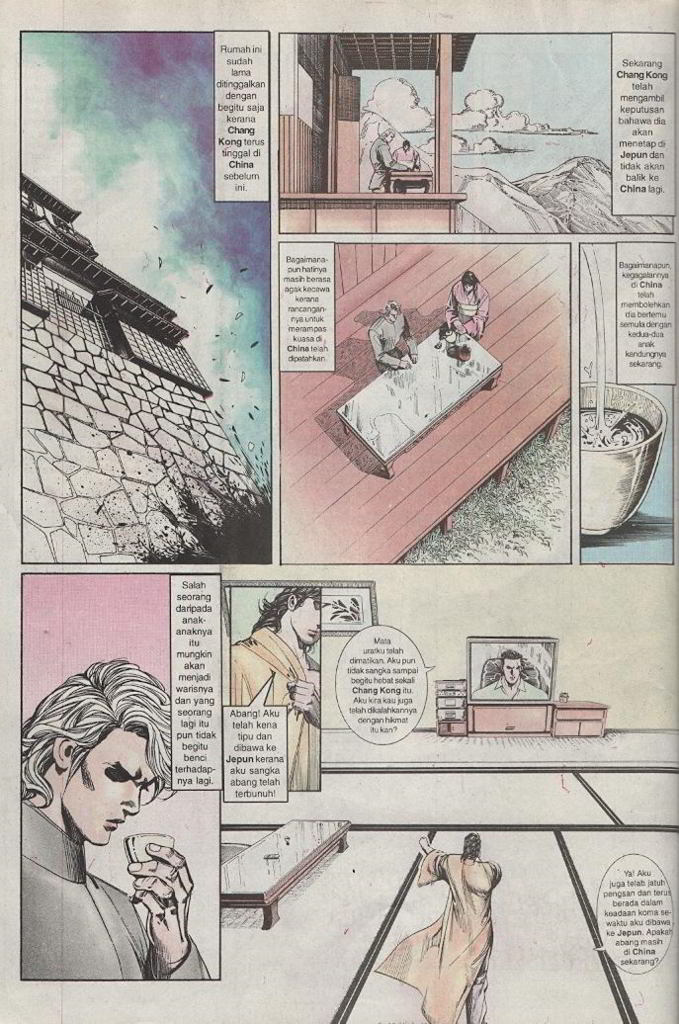 Rumah ini
sudah
lama
ditinggalkan
dengan
begitu saja
kerana
Chang
Kong terus
tinggal di
China
sebelum
ini.
Sekarang
Chang Kong
telah
mengambil
keputusan
bahawa dia
akan
menetap di
Jepun dan
tidak akan
balik ke
China lagi.
Bagaimana-
pun hatinya
masih berasa
agak kecewa
kerana
rancangan-
nya untuk
merampas
kuasa di
China telah
dipatahkan.
Bagaimanapun,
kegagalannya
di China
telah
membolehkan
dia bertemu
semula dengan
kedua-dua
anak
kandungnya
sekarang.
Salah
seorang
daripada
anak-
anaknya
itu
mungkin
akan
menjadi
warisnya
dan yang
seorang
lagi itu
pun tidak
begitu
benci
terhadap-
nya lagi.
Abang! Aku
telah kena
tipu dan
dibawa ke
Jepun kerana
aku sangka
abang telah
terbunuh!
Mata
uratku telah
dimatikan. Aku pun
tidak sangka sampai
begitu hebat sekali
Chang Kong itu.
Aku kira kau juga
telah dikalahkannya
dengan hikmat
itu kan?
Ya! Aku
juga telah jatuh
pengsan dan terus
berada dalam
keadaan koma se-
waktu aku dibawa
ke Jepun. Apakah
abang masih
di China
sekarang?